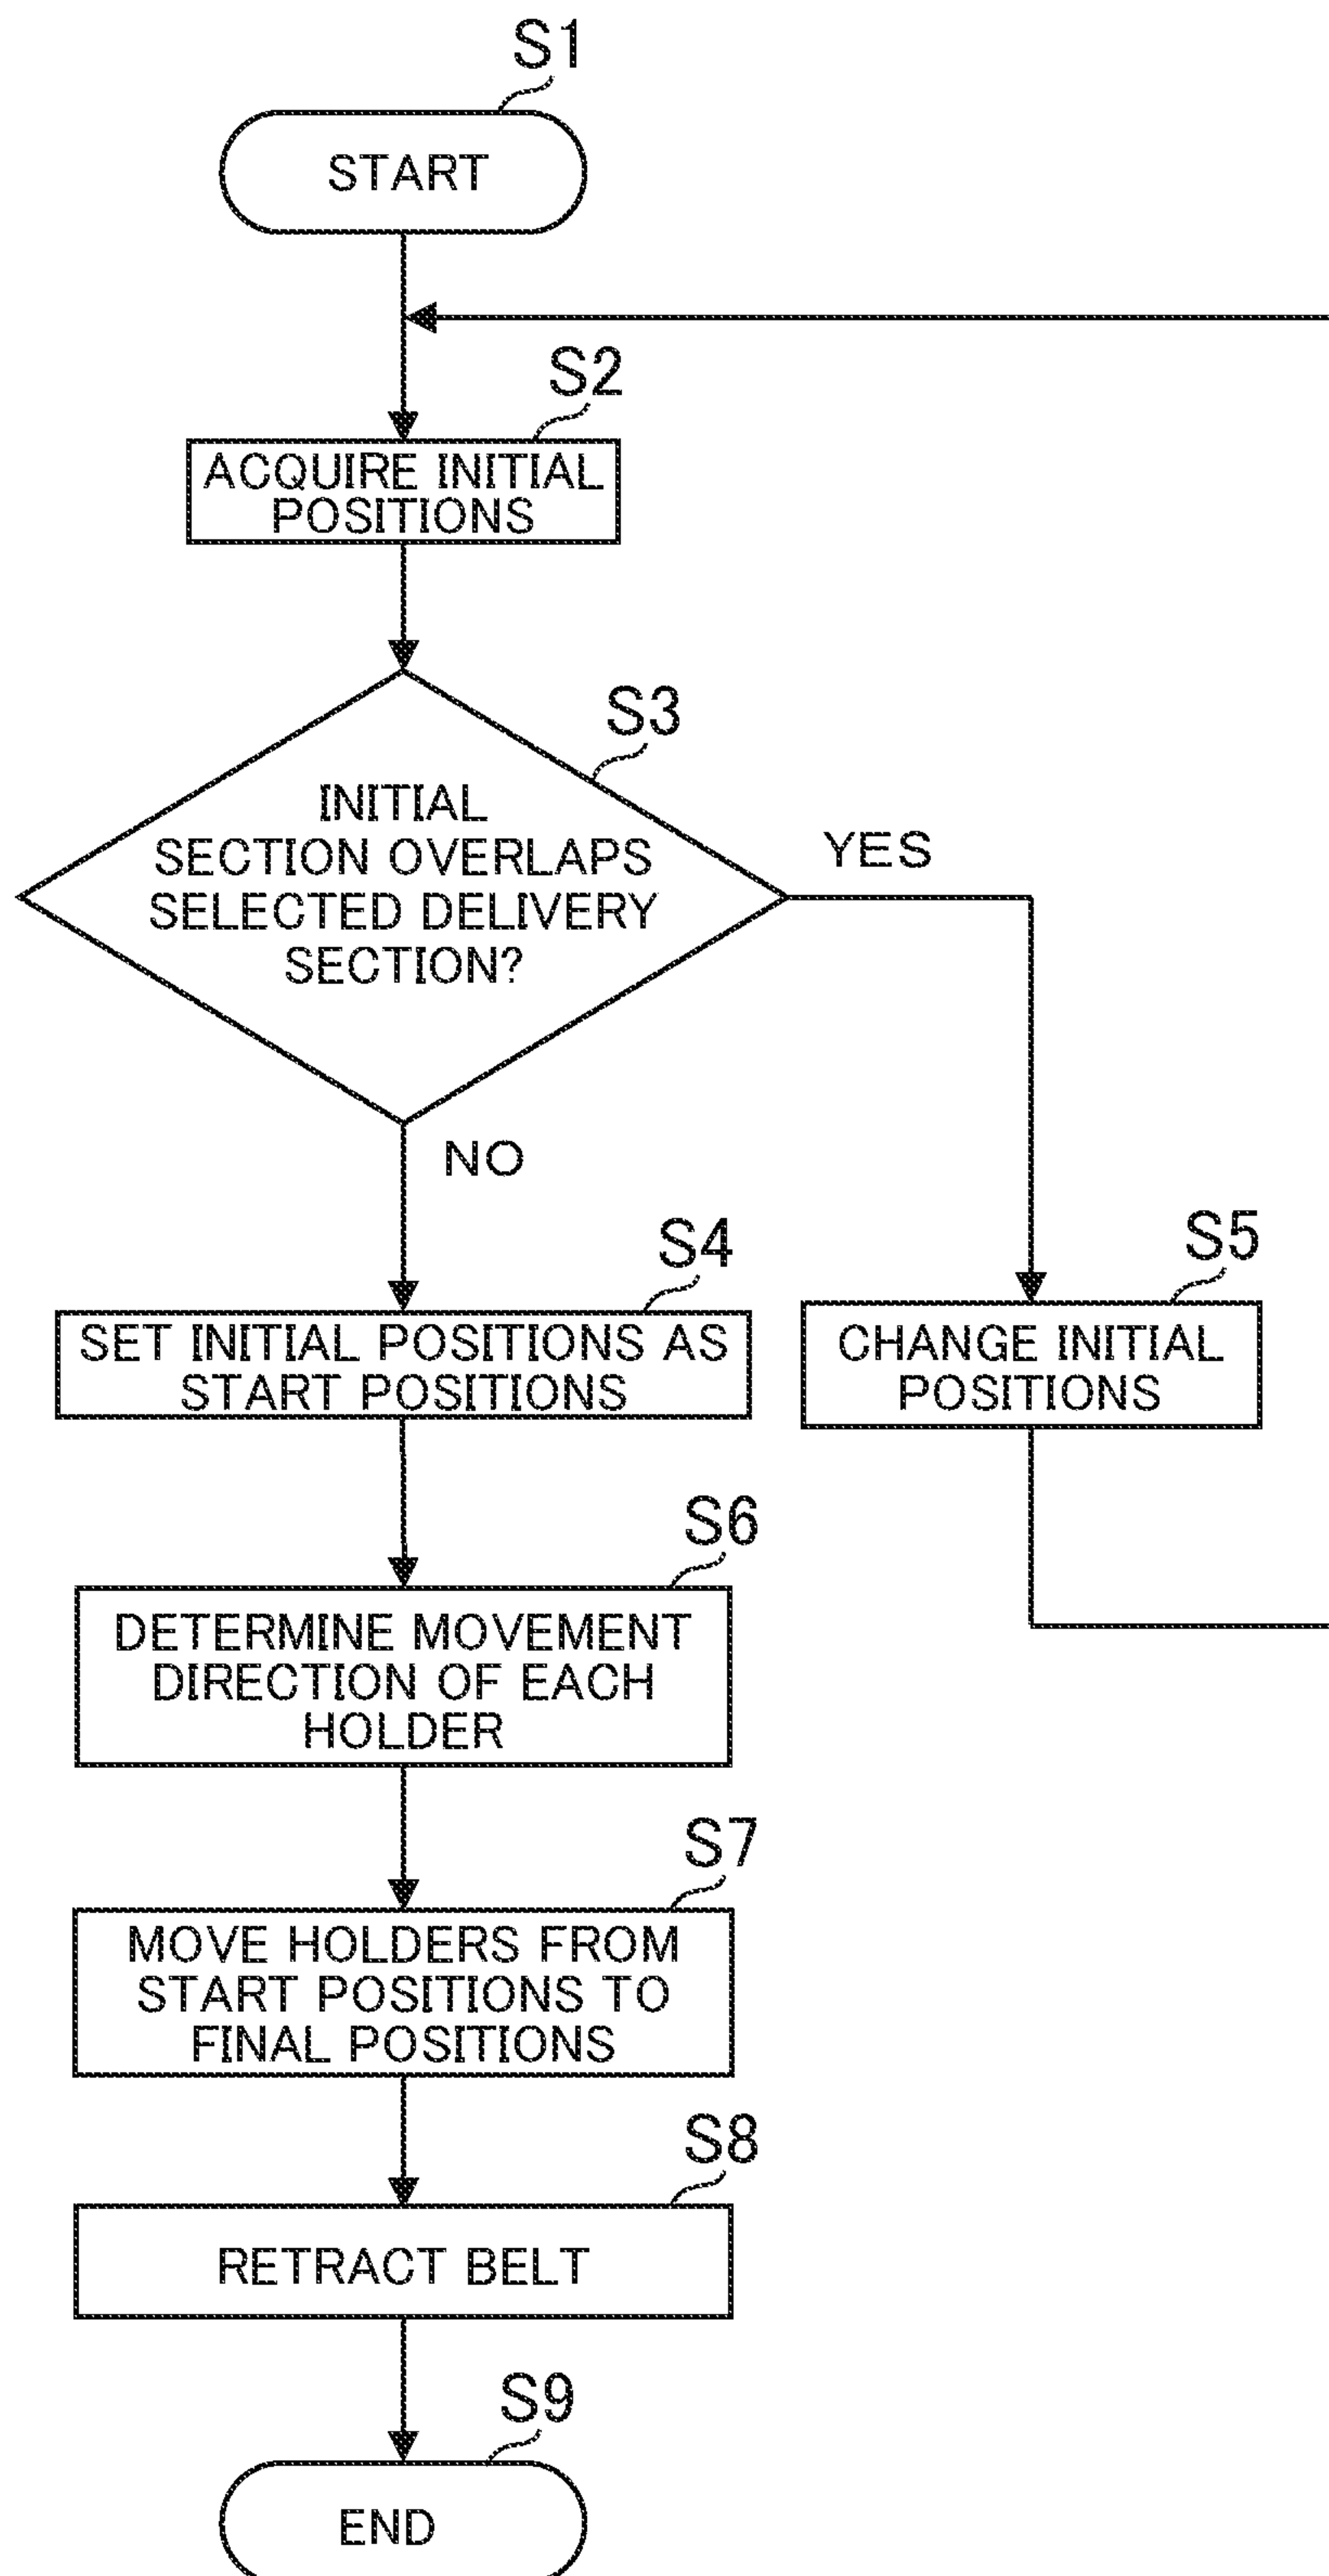 S1
START
S2
ACQUIRE INITIAL
POSITIONS
S3
INITIAL
SECTION OVERLAPS
SELECTED DELIVERY
SECTION?
YES
NO
S4
SET INITIAL POSITIONS AS
START POSITIONS
S5
CHANGE INITIAL
POSITIONS
S6
DETERMINE MOVEMENT
DIRECTION OF EACH
HOLDER
S7
MOVE HOLDERS FROM
START POSITIONS TO
FINAL POSITIONS
S8
RETRACT BELT
S9
END